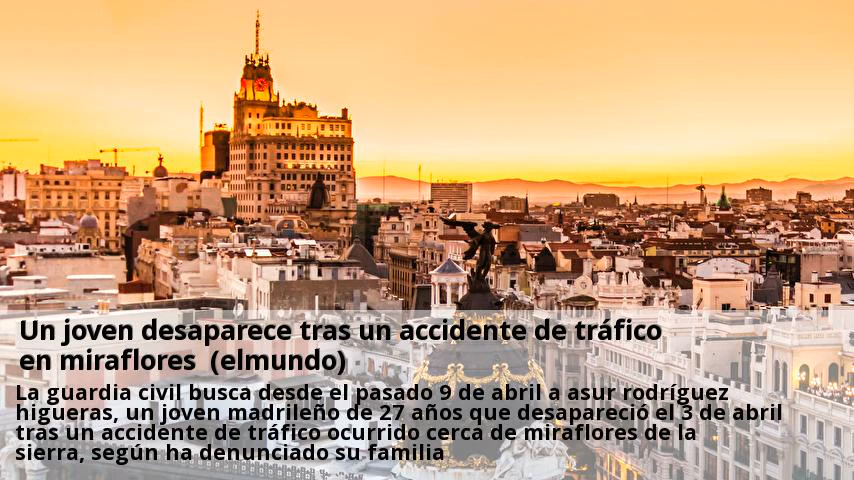 Un joven desaparece tras un accidente de tráfico
en miraflores (elmundo)
La guardia civil busca desde el pasado 9 de abril a asur rodríguez
higueras, un joven madrileño de 27 años que desapareció el 3 de abril
tras un accidente de tráfico ocurrido cerca de miraflores de la
sierra, según ha denunciado su familia